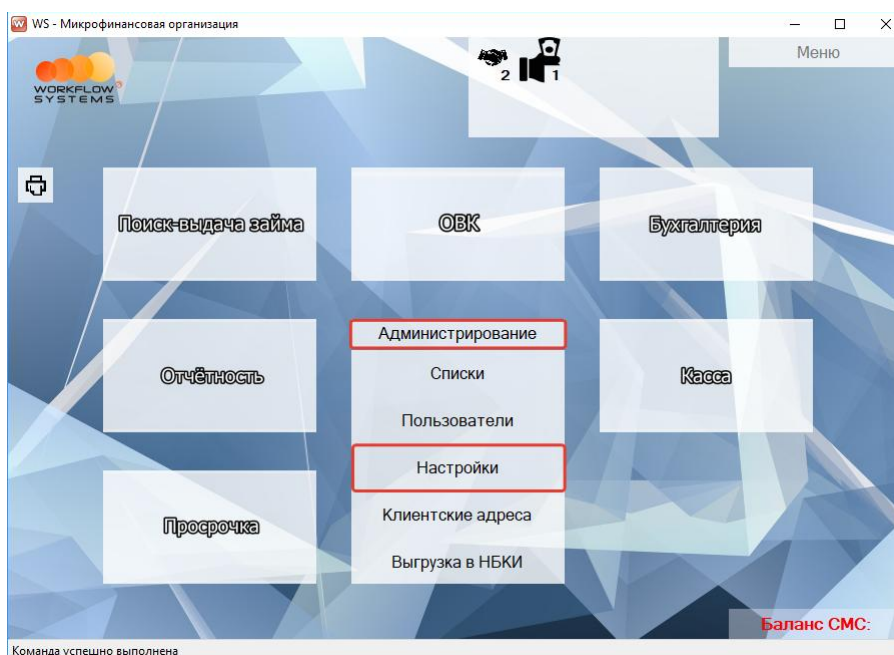 WS - Микрофинансовая организация
Меню
WORKFLOW
SYSTEMS
2
1
Поиск-выдача займа
ОВК
Бухгалтерия
Администрирование
Отчётность
Списки
Касса
Пользователи
Настройки
Просрочка
Клиентские адреса
Выгрузка в НБКИ
Баланс СМС:
Команда успешно выполнена